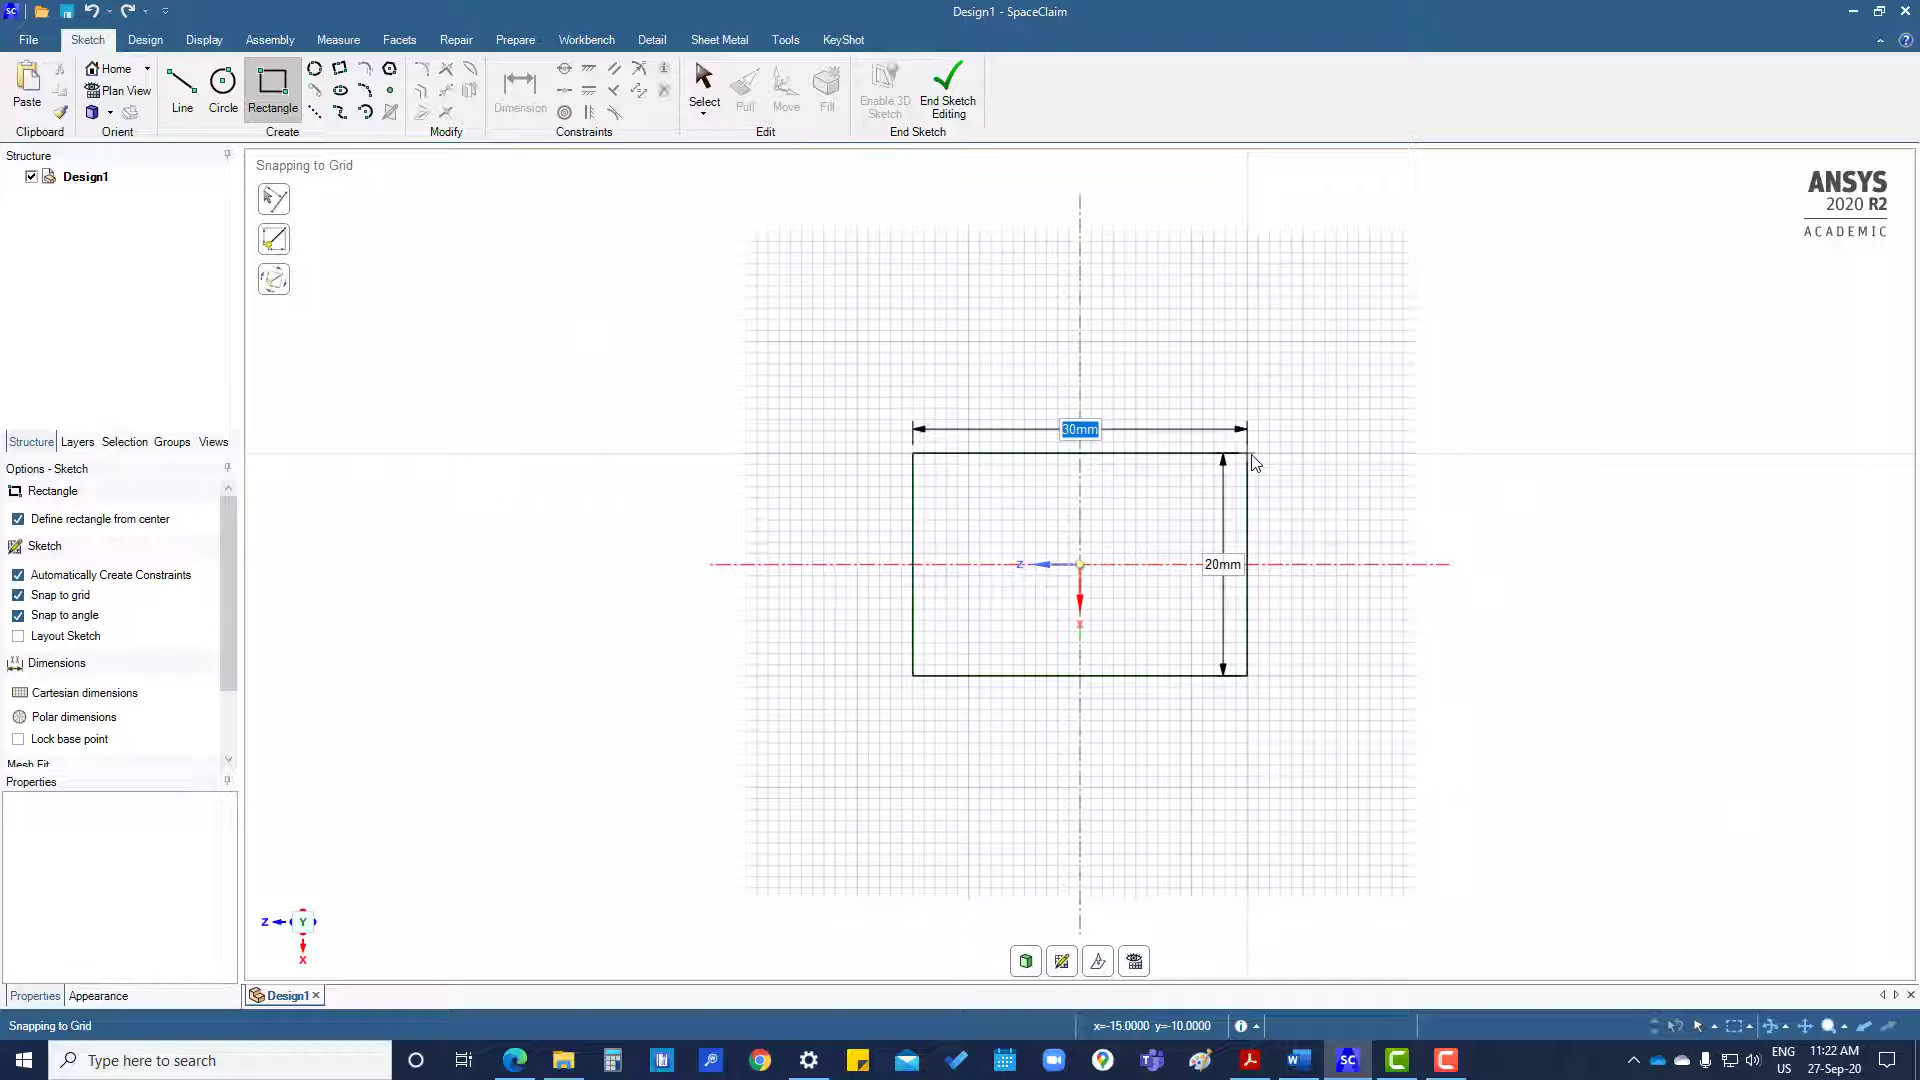 Design1 - SpaceClaim
File Sketch Design Display Assembly Measure Facets Repair Prepare Workbench Detail Sheet Metal Tools KeyShot
Paste
Home
Plan View
Line
Circle
Rectangle
Dimension
Select
Pull
Move
Fill
Enable 3D Sketch
End Sketch Editing
Clipboard
Orient
Create
Modify
Constraints
Edit
End Sketch
Structure
Design1
Structure Layers Selection Groups Views
Options - Sketch
Rectangle
Define rectangle from center
Sketch
Automatically Create Constraints
Snap to grid
Snap to angle
Layout Sketch
Dimensions
Cartesian dimensions
Polar dimensions
Lock base point
Mesh Fit
Properties
Properties Appearance
Snapping to Grid
ANSYS
2020 R2
ACADEMIC
30mm
20mm
Z
X
Z
Y
X
Design1
Snapping to Grid
x=-15.0000 y=-10.0000
Type here to search
ENG
US
11:22 AM
27-Sep-20